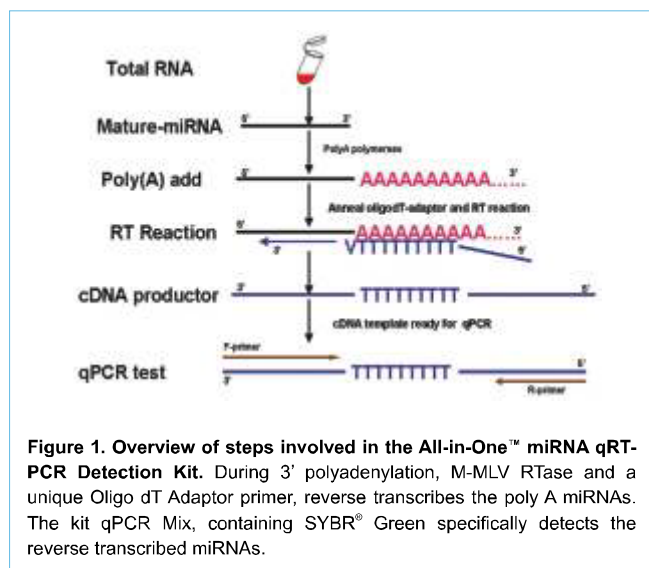 Total RNA
5' 3'
Mature-miRNA
PolyA polymerase
5' 3'
Poly(A) add AAAAAAAAAA......
Anneal oligodT-adaptor and RT reaction
5' 3'
RT Reaction AAAAAAAAAA......
3' VTTTTTTTTT 5'
3' 5'
cDNA productor TTTTTTTTT
cDNA template ready for qPCR
F-primer
5'
qPCR test TTTTTTTTT
3' R-primer
Figure 1. Overview of steps involved in the All-in-One™ miRNA qRT-
PCR Detection Kit. During 3' polyadenylation, M-MLV RTase and a
unique Oligo dT Adaptor primer, reverse transcribes the poly A miRNAs.
The kit qPCR Mix, containing SYBR® Green specifically detects the
reverse transcribed miRNAs.